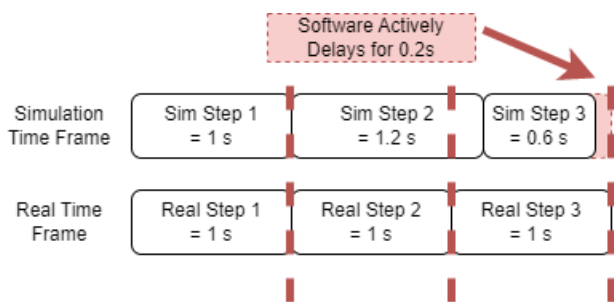 Software Actively
Delays for 0.2s
Simulation
Time Frame
Sim Step 1
= 1 s
Sim Step 2
= 1.2 s
Sim Step 3
= 0.6 s
Real Time
Frame
Real Step 1
= 1 s
Real Step 2
= 1 s
Real Step 3
= 1 s